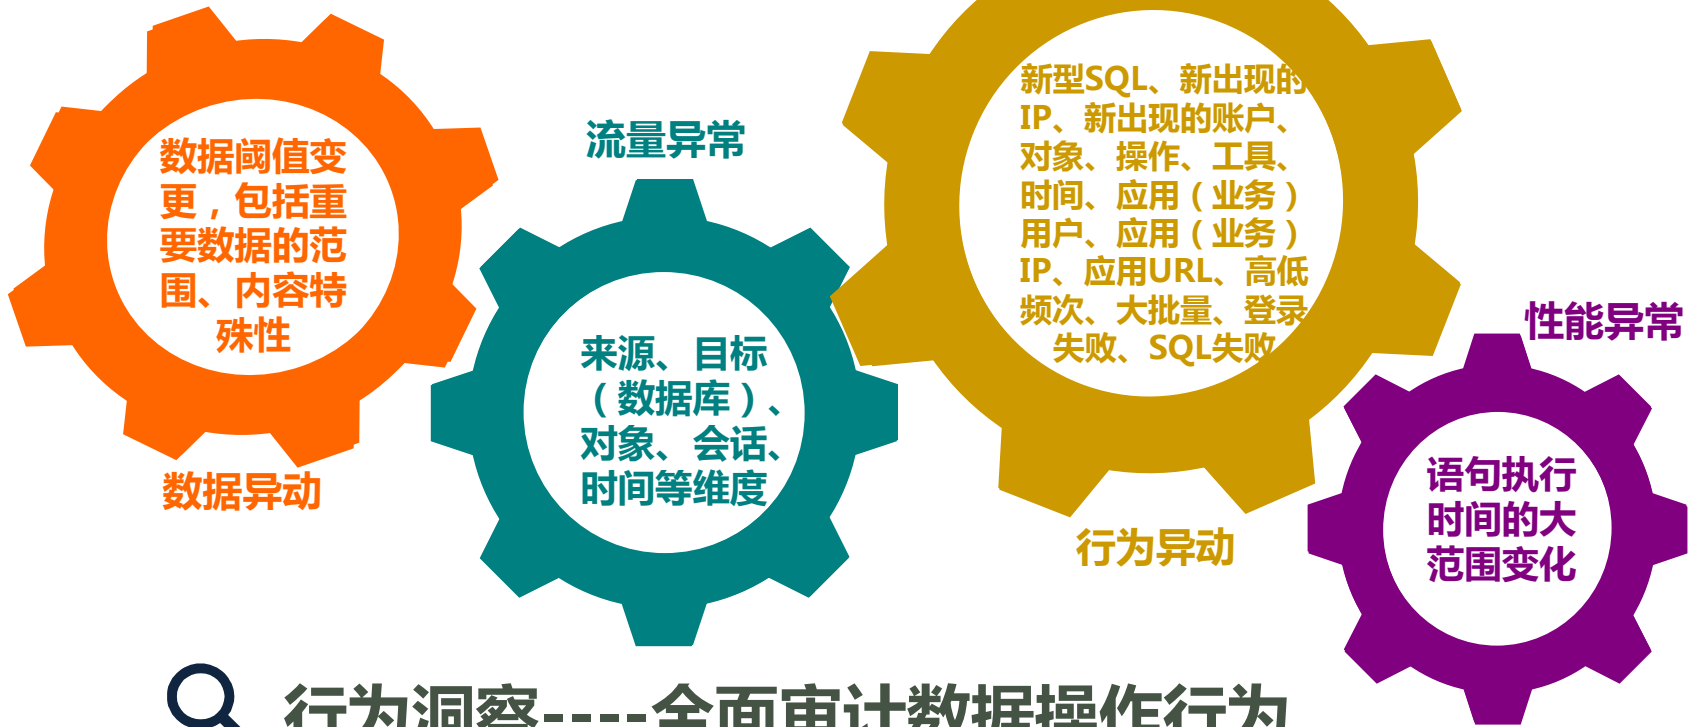 数据阈值变
更，包括重
要数据的范
围、内容特
殊性
数据异动
流量异常
来源、目标
（数据库）、
对象、会话、
时间等维度
新型SQL、新出现的
IP、新出现的账户、
对象、操作、工具、
时间、应用（业务）
用户、应用（业务）
IP、应用URL、高低
频次、大批量、登录
失败、SQL失败
行为异动
性能异常
语句执行
时间的大
范围变化
行为洞察----全面审计数据操作行为